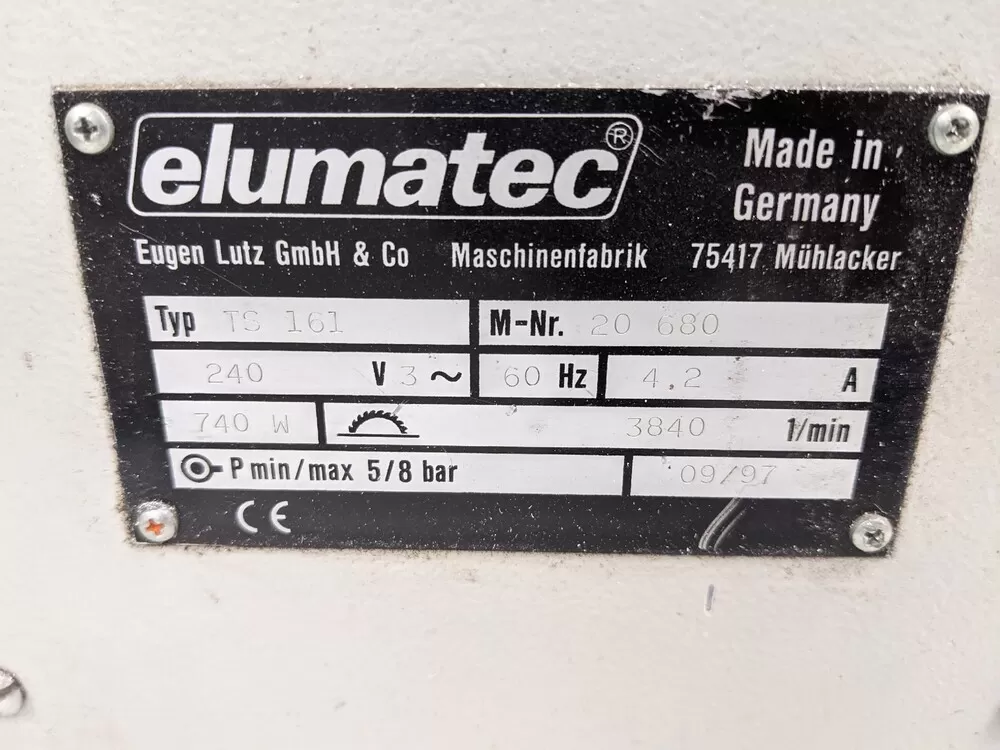 elumatec®
Made in
Germany
Eugen Lutz GmbH & Co Maschinenfabrik 75417 Mühlacker
Typ TS 161 M-Nr. 20 680
240 V 3 ~ 60 Hz 4.2 A
740 W 3840 1/min
P min/max 5/8 bar 09/97
CE